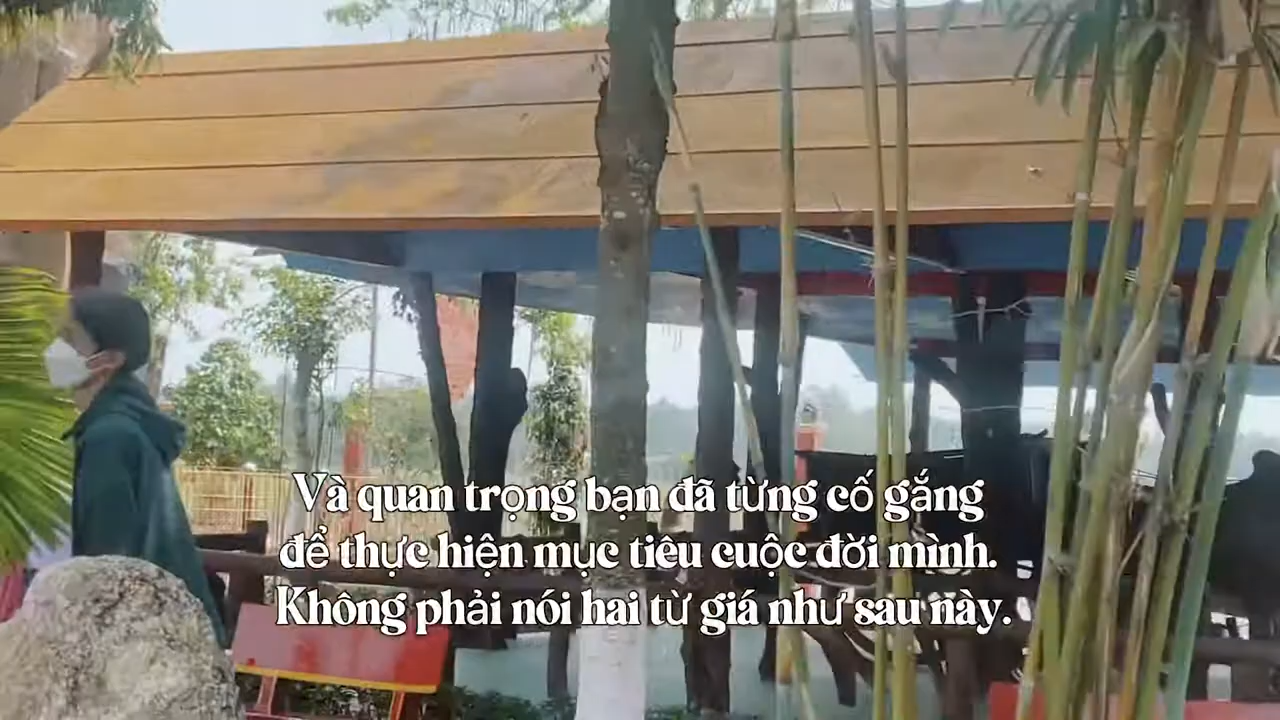 Và quan trọng bạn đã từng cố gắng
để thực hiện mục tiêu cuộc đời mình.
Không phải nói hai từ giá như sau này.